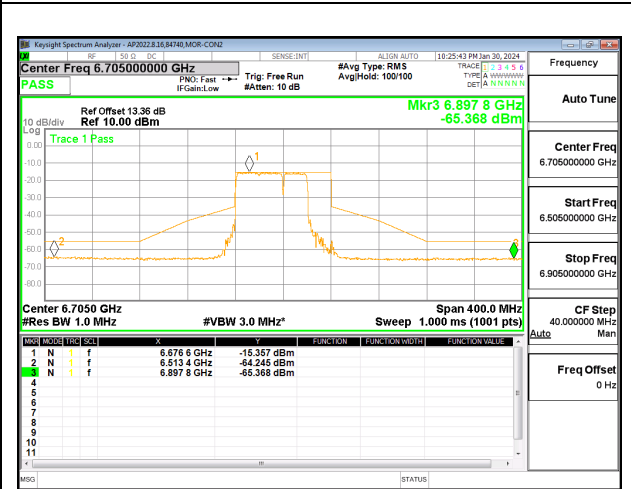 Keysight Spectrum Analyzer - AP2022.8.16,84740,MOR-CON2
RF 50 Ω DC SENSE:INT ALIGN AUTO 10:25:43 PM Jan 30, 2024
Center Freq 6.705000000 GHz
PASS
PNO: Fast
IFGain:Low
Trig: Free Run
#Atten: 10 dB
#Avg Type: RMS
Avg|Hold: 100/100
TRACE 1 2 3 4 5 6
TYPE A WWWWW
DET A N N N N N
Frequency
Auto Tune
Center Freq
6.705000000 GHz
Start Freq
6.505000000 GHz
Stop Freq
6.905000000 GHz
CF Step
40.000000 MHz
Auto Man
Freq Offset
0 Hz
Ref Offset 13.36 dB
10 dB/div Ref 10.00 dBm
Mkr3 6.897 8 GHz
-65.368 dBm
Log
Trace 1 Pass
0.00
-10.0
-20.0
-30.0
-40.0
-50.0
-60.0
-70.0
-80.0
1
2
3
Center 6.7050 GHz Span 400.0 MHz
#Res BW 1.0 MHz #VBW 3.0 MHz* Sweep 1.000 ms (1001 pts)
MKR MODE TRC SCL X Y FUNCTION FUNCTION WIDTH FUNCTION VALUE
1 N 1 f 6.676 6 GHz -15.357 dBm
2 N 1 f 6.513 4 GHz -64.245 dBm
3 N 1 f 6.897 8 GHz -65.368 dBm
4
5
6
7
8
9
10
11
MSG STATUS